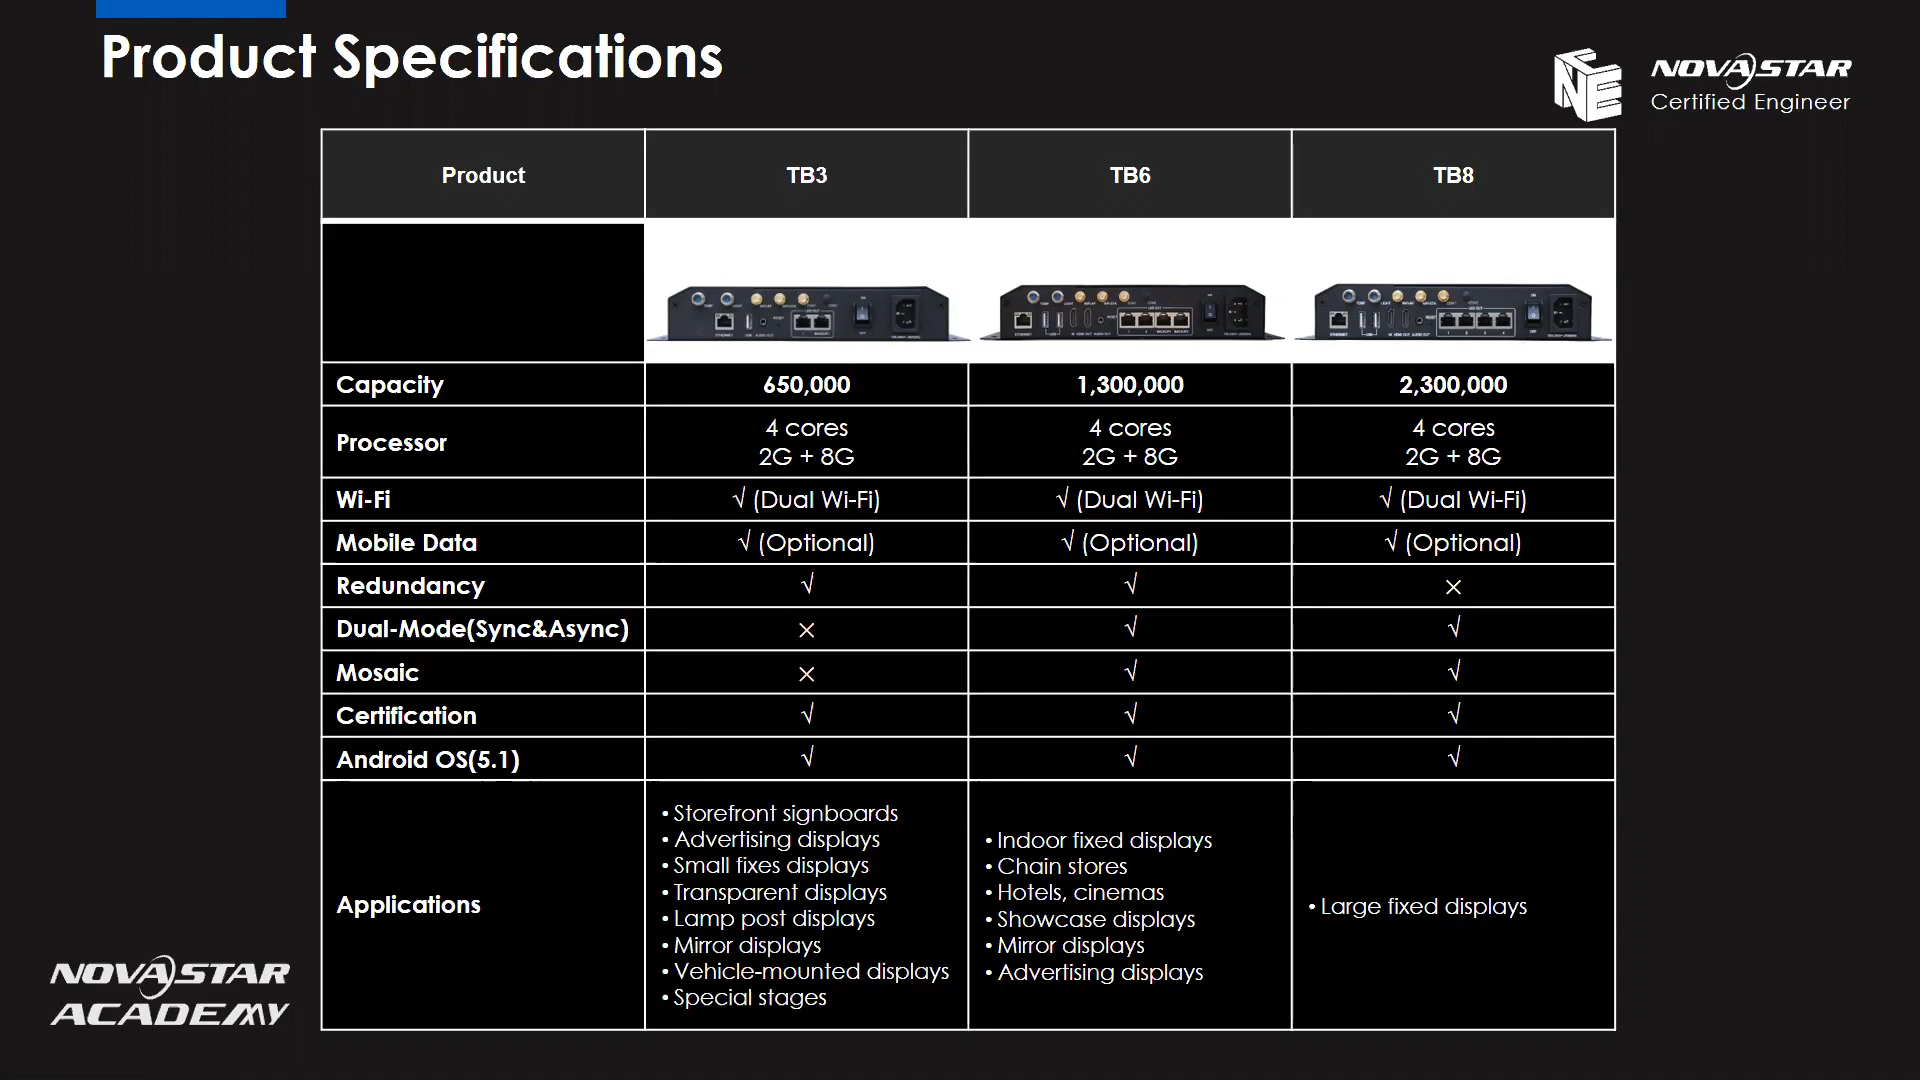 Product Specifications
NE
NOVASTAR
Certified Engineer
Product TB3 TB6 TB8
Capacity 650,000 1,300,000 2,300,000
Processor 4 cores 4 cores 4 cores
2G + 8G 2G + 8G 2G + 8G
Wi-Fi √ (Dual Wi-Fi) √ (Dual Wi-Fi) √ (Dual Wi-Fi)
Mobile Data √ (Optional) √ (Optional) √ (Optional)
Redundancy √ √ ×
Dual-Mode(Sync&Async) × √ √
Mosaic × √ √
Certification √ √ √
Android OS(5.1) √ √ √
Applications
• Storefront signboards
• Advertising displays
• Small fixes displays
• Transparent displays
• Lamp post displays
• Mirror displays
• Vehicle-mounted displays
• Special stages
• Indoor fixed displays
• Chain stores
• Hotels, cinemas
• Showcase displays
• Mirror displays
• Advertising displays
• Large fixed displays
NOVASTAR
ACADEMY